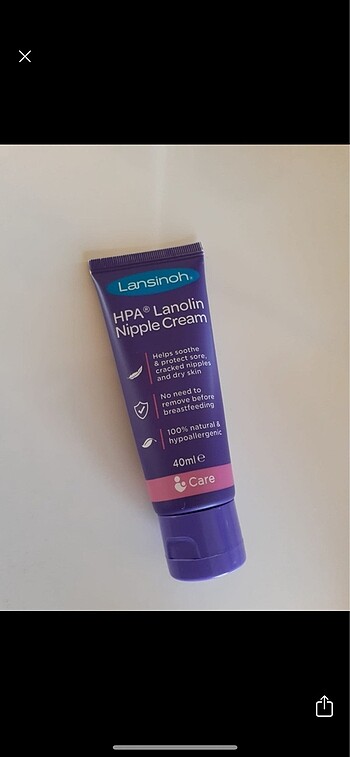 Lansinoh®
HPA® Lanolin
Nipple Cream
Helps soothe
& protect sore,
cracked nipples
and dry skin
No need to
remove before
breastfeeding
100% natural &
hypoallergenic
40ml℮
Care